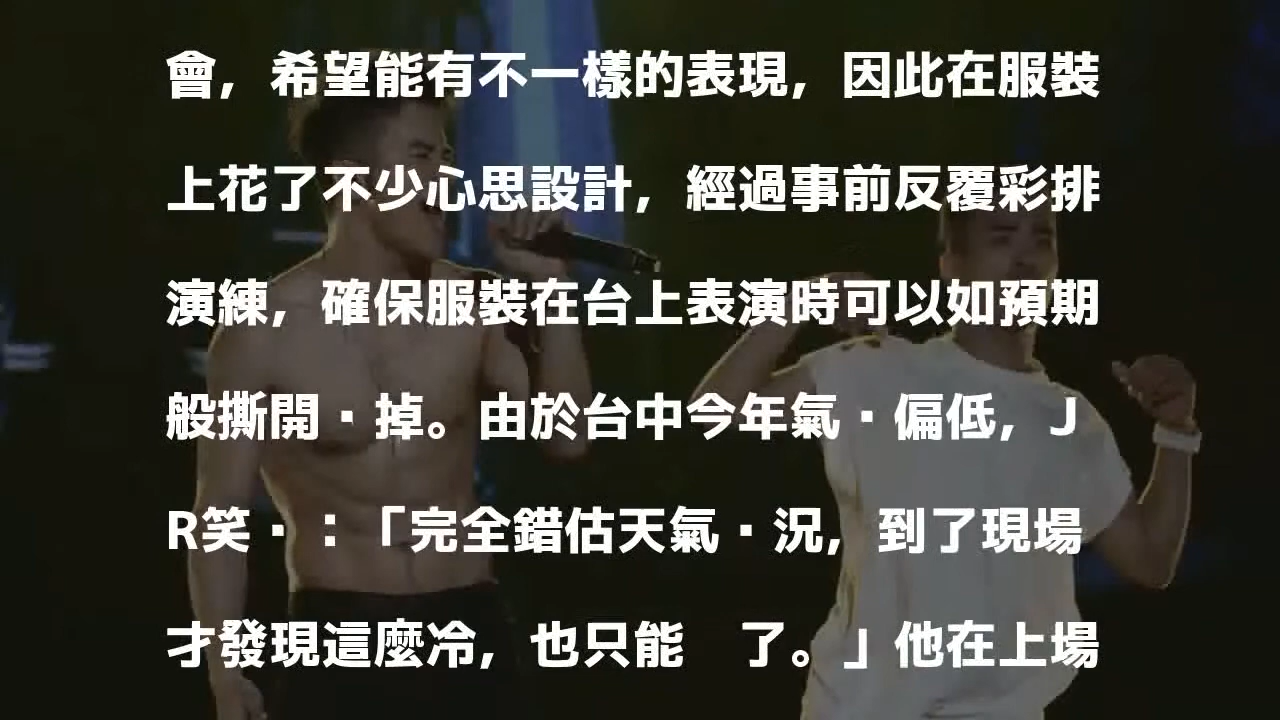 會，希望能有不一樣的表現，因此在服裝
上花了不少心思設計，經過事前反覆彩排
演練，確保服裝在台上表演時可以如預期
般撕開·掉。由於台中今年氣·偏低，J
R笑·：「完全錯估天氣·況，到了現場
才發現這麼冷，也只能　了。」他在上場